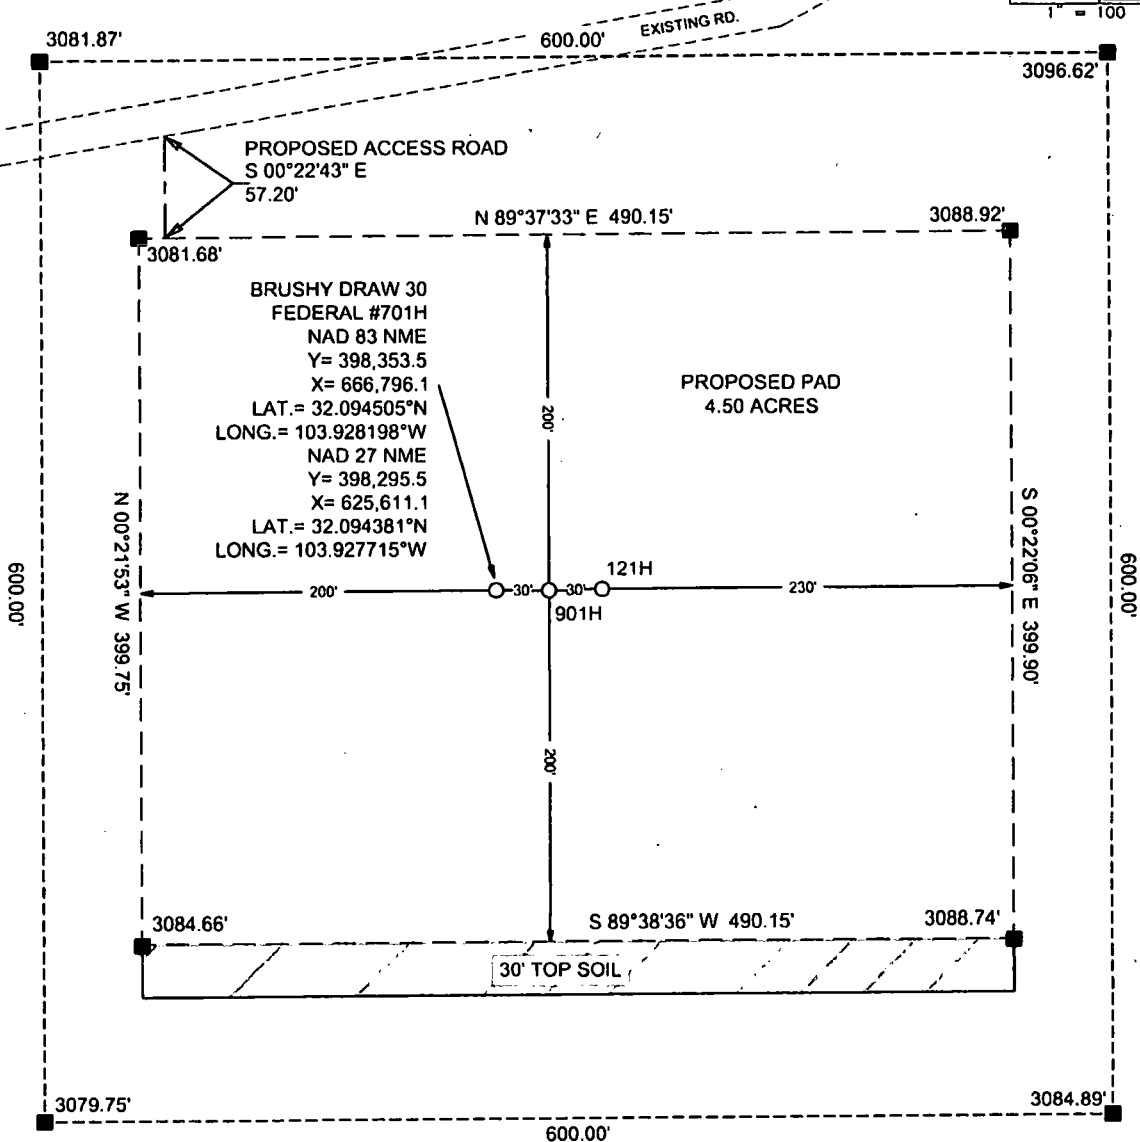 1" = 100
EXISTING RD.
3081.87'
600.00'
3096.62'
PROPOSED ACCESS ROAD
S 00°22'43" E
57.20'
N 89°37'33" E 490.15'
3088.92'
3081.68'
BRUSHY DRAW 30
FEDERAL #701H
NAD 83 NME
Y= 398,353.5
X= 666,796.1
LAT.= 32.094505°N
LONG.= 103.928198°W
NAD 27 NME
Y= 398,295.5
X= 625,611.1
LAT.= 32.094381°N
LONG.= 103.927715°W
PROPOSED PAD
4.50 ACRES
200'
N 00°21'53" W 399.75'
S 00°22'06" E 399.90'
600.00'
600.00'
121H
200'
30'
30'
230'
901H
200'
3084.66'
S 89°38'36" W 490.15'
3088.74'
30' TOP SOIL
3079.75'
3084.89'
600.00'